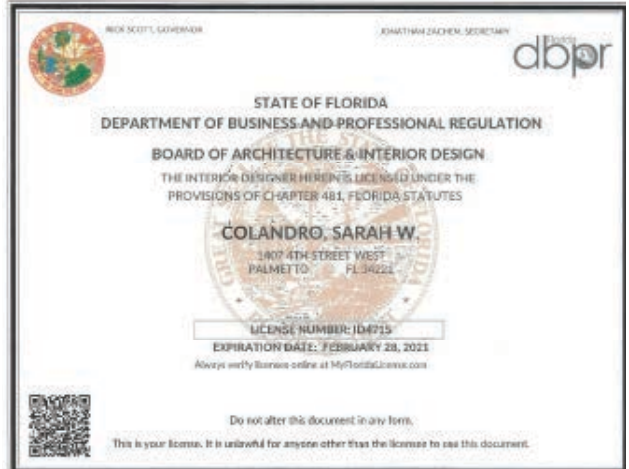 RICK SCOTT, GOVERNOR
JONATHAN ZACHEM, SECRETARY
Florida
dbpr
STATE OF FLORIDA
DEPARTMENT OF BUSINESS AND PROFESSIONAL REGULATION
BOARD OF ARCHITECTURE & INTERIOR DESIGN
THE INTERIOR DESIGNER HEREIN IS LICENSED UNDER THE
PROVISIONS OF CHAPTER 481, FLORIDA STATUTES
COLANDRO, SARAH W.
1407 4TH STREET WEST
PALMETTO FL 34221
LICENSE NUMBER: ID4715
EXPIRATION DATE: FEBRUARY 28, 2021
Always verify licenses online at MyFloridaLicense.com
Do not alter this document in any form.
This is your license. It is unlawful for anyone other than the licensee to use this document.